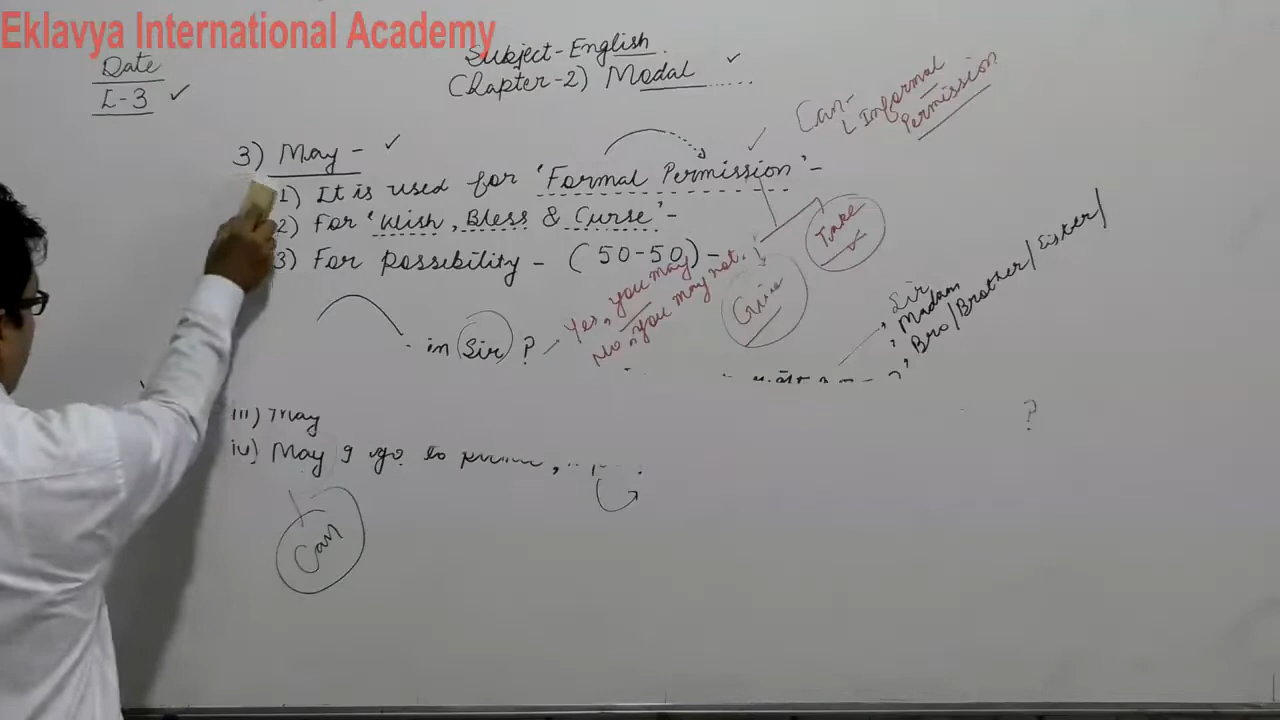 Eklavya International Academy
Date
L-3
Subject-English
Chapter-2) Modal
Can-
Informal
Permission
3) May -
1) It is used for 'Formal Permission' -
2) For 'Wish, Bless & Curse' -
3) For possibility - (50-50) -
Take
Give
in Sir ?
Yes, you may
No, you may not.
, Sir
, Madam
, Bro/Brother/Sister/
?
iii) May
iv) May I go to
Can